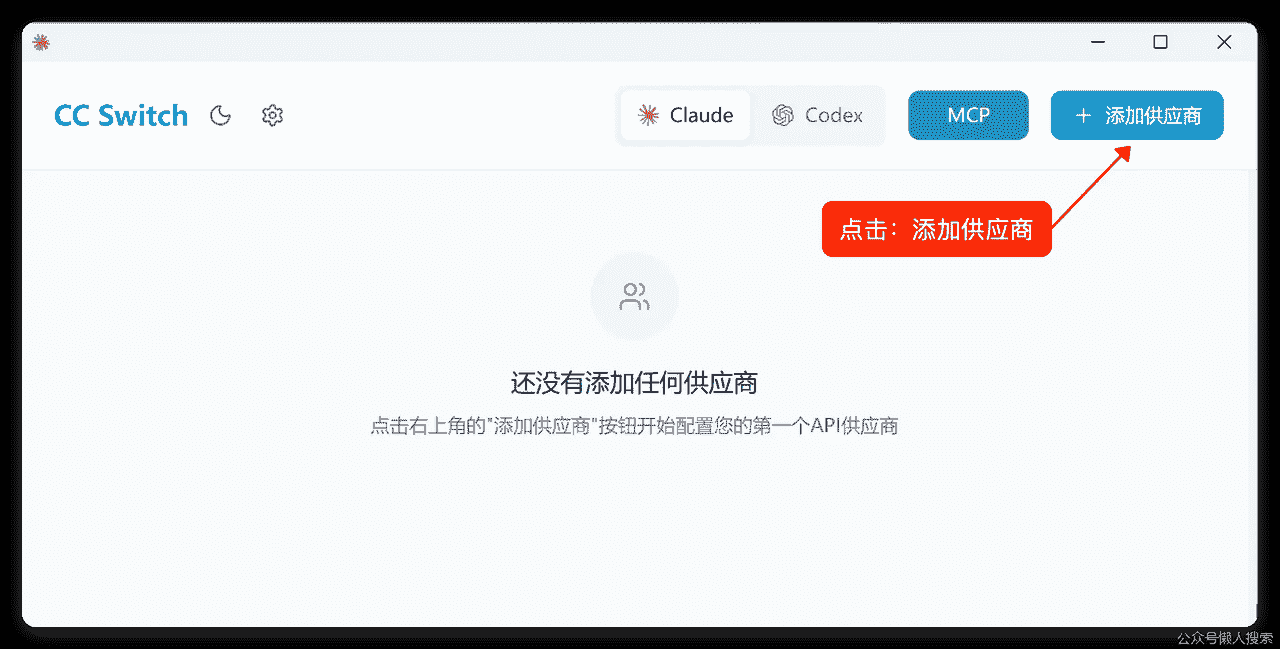 CC Switch
Claude
Codex
MCP
+ 添加供应商
点击：添加供应商
还没有添加任何供应商
点击右上角的"添加供应商"按钮开始配置您的第一个API供应商
公众号懒人搜索